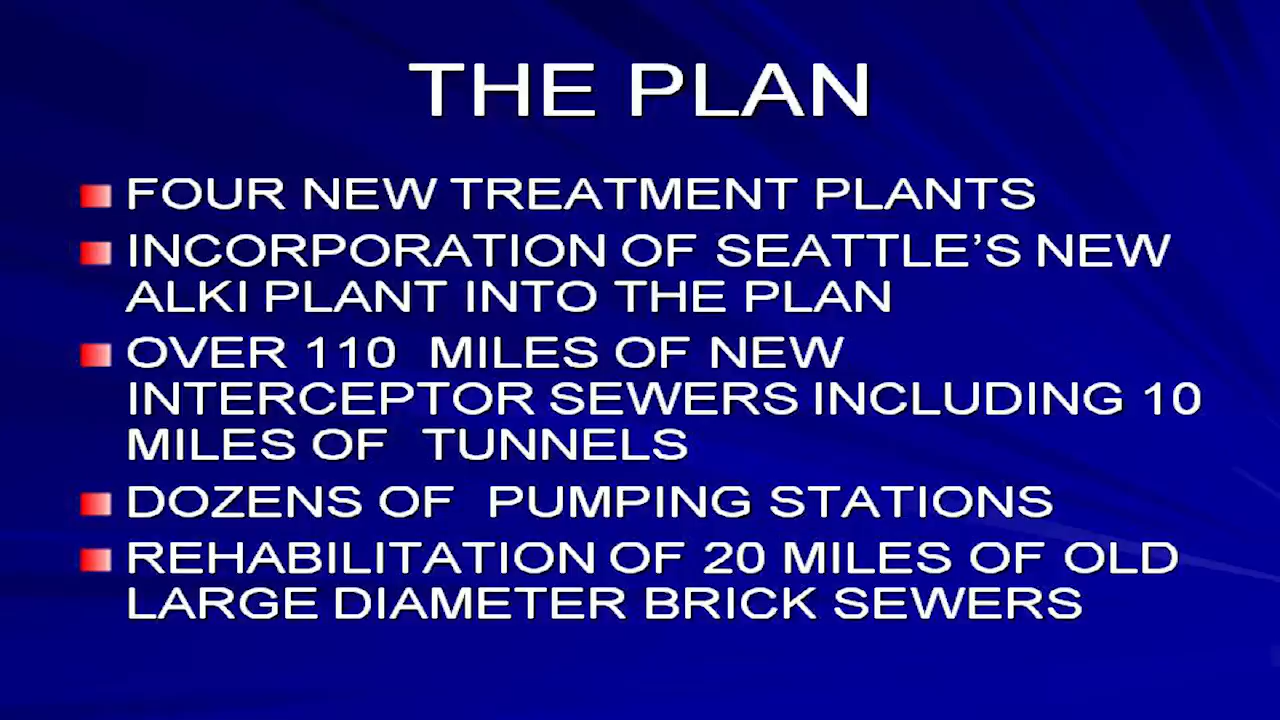 THE PLAN
FOUR NEW TREATMENT PLANTS
INCORPORATION OF SEATTLE’S NEW
ALKI PLANT INTO THE PLAN
OVER 110 MILES OF NEW
INTERCEPTOR SEWERS INCLUDING 10
MILES OF TUNNELS
DOZENS OF PUMPING STATIONS
REHABILITATION OF 20 MILES OF OLD
LARGE DIAMETER BRICK SEWERS